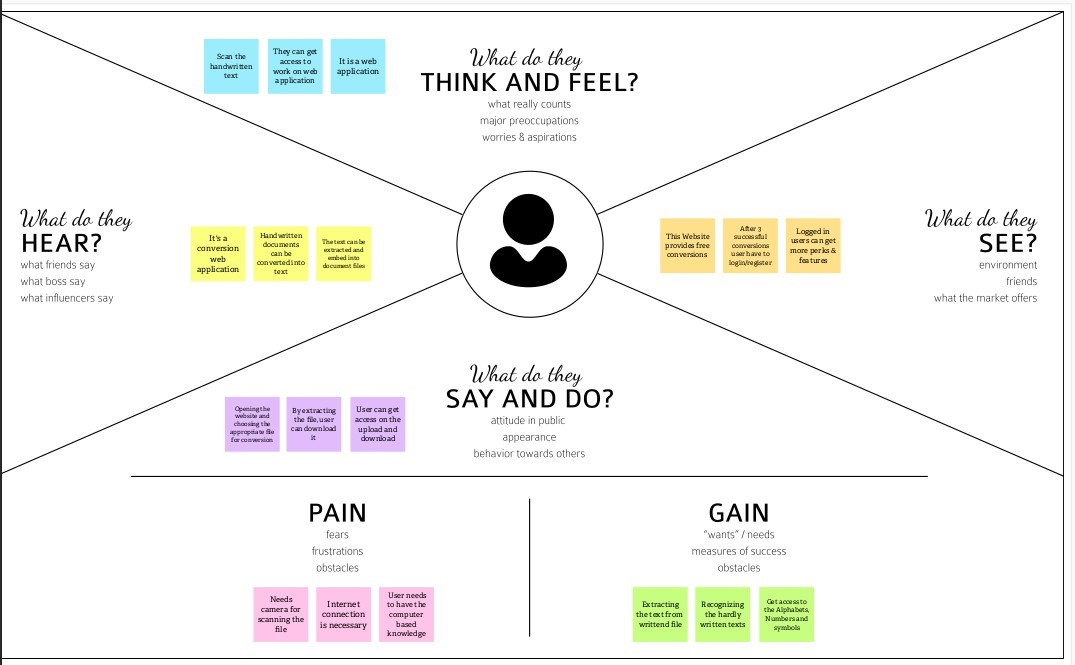 What do they
THINK AND FEEL?
what really counts
major preoccupations
worries & aspirations
Scan the
handwritten
text
They can get
access to
work on web
application
It is a web
application
What do they
HEAR?
what friends say
what boss say
what influencers say
It's a
conversion
web
application
Handwritten
documents
can be
converted into
text
The text can be
extracted and
embed into
document files
This Website
provides free
conversions
After 3
successful
conversions
user have to
login/register
Logged in
users can get
more perks &
features
What do they
SEE?
environment
friends
what the market offers
What do they
SAY AND DO?
attitude in public
appearance
behavior towards others
Opening the
website and
choosing the
appropriate file
for conversion
By extracting
the file,user
can download
it
User can get
access on the
upload and
download
PAIN
fears
frustrations
obstacles
Needs
camera for
scanning the
file
Internet
connection
is necessary
User needs
to have the
computer
based
knowledge
GAIN
"wants" / needs
measures of success
obstacles
Extracting
the text from
writtend file
Recognizing
the hardly
written texts
Get access to
the Alphabets,
Numbers and
symbols